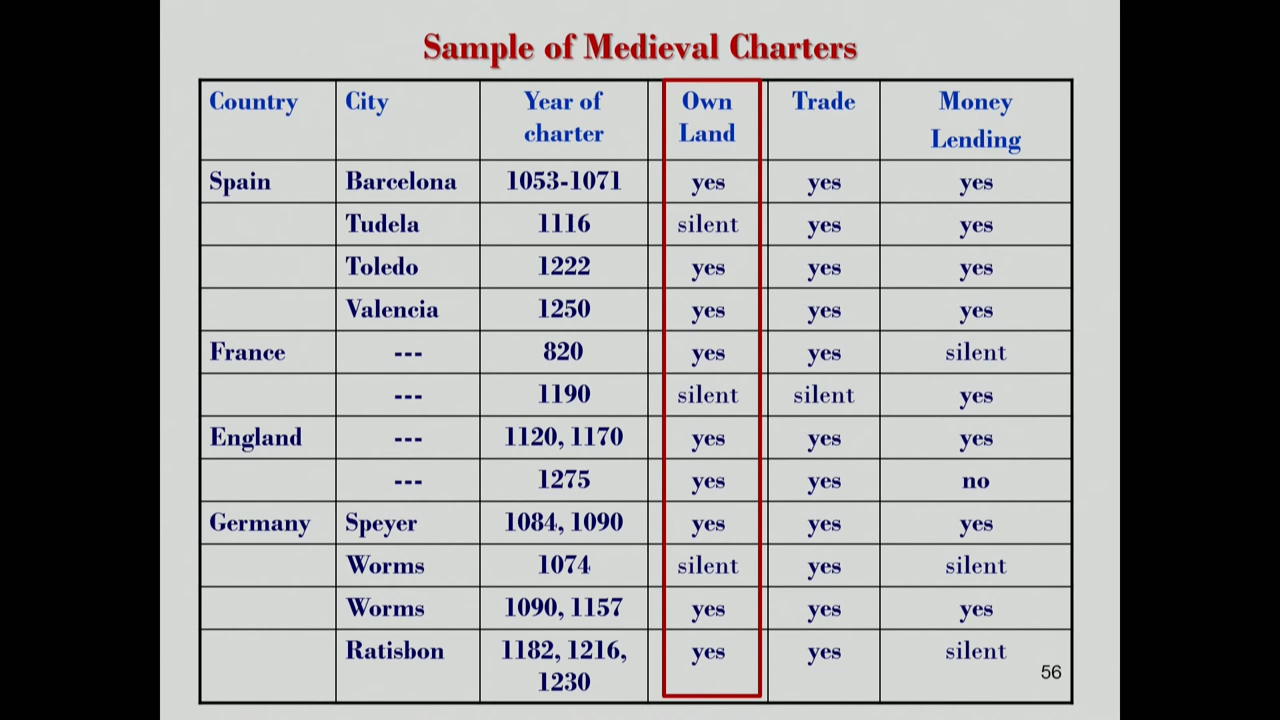 Sample of Medieval Charters
Country City Year of charter Own Land Trade Money Lending
Spain Barcelona 1053-1071 yes yes yes
Tudela 1116 silent yes yes
Toledo 1222 yes yes yes
Valencia 1250 yes yes yes
France --- 820 yes yes silent
--- 1190 silent silent yes
England --- 1120, 1170 yes yes yes
--- 1275 yes yes no
Germany Speyer 1084, 1090 yes yes yes
Worms 1074 silent yes silent
Worms 1090, 1157 yes yes yes
Ratisbon 1182, 1216, 1230 yes yes silent
56